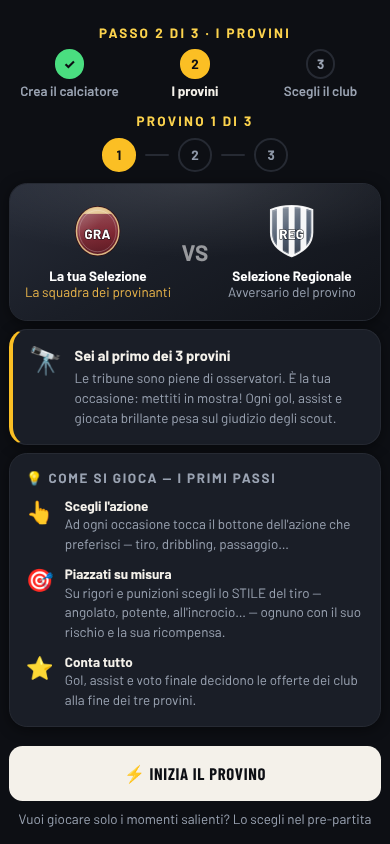 PASSO 2 DI 3 · I PROVINI
✓ 2 3
Crea il calciatore I provini Scegli il club
PROVINO 1 DI 3
1 2 3
GRA VS REG
La tua Selezione Selezione Regionale
La squadra dei provinanti Avversario del provino
Sei al primo dei 3 provini
Le tribune sono piene di osservatori. È la tua
occasione: mettiti in mostra! Ogni gol, assist e
giocata brillante pesa sul giudizio degli scout.
💡 COME SI GIOCA — I PRIMI PASSI
Scegli l'azione
Ad ogni occasione tocca il bottone dell'azione che
preferisci — tiro, dribbling, passaggio…
Piazzati su misura
Su rigori e punizioni scegli lo STILE del tiro —
angolato, potente, all'incrocio… — ognuno con il suo
rischio e la sua ricompensa.
Conta tutto
Gol, assist e voto finale decidono le offerte dei club
alla fine dei tre provini.
⚡ INIZIA IL PROVINO
Vuoi giocare solo i momenti salienti? Lo scegli nel pre-partita